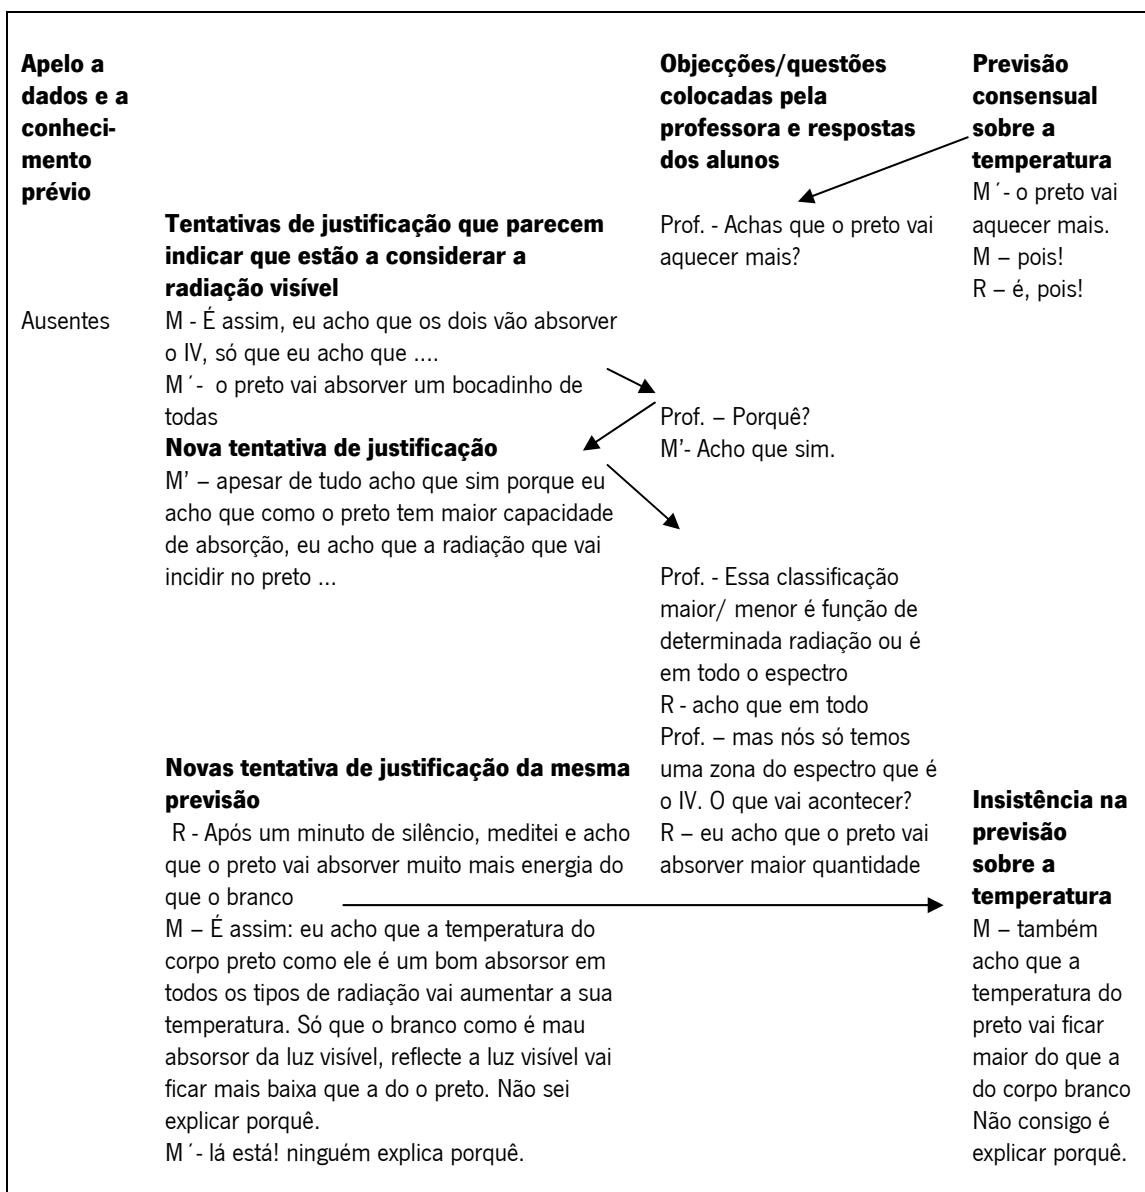 Apelo a
dados e a
conheci-
mento
prévio
Objecções/questões
colocadas pela
professora e respostas
dos alunos
Previsão
consensual
sobre a
temperatura
M ´- o preto vai
aquecer mais.
M – pois!
R – é, pois!
Prof. - Achas que o preto vai
aquecer mais?
Tentativas de justificação que parecem
indicar que estão a considerar a
radiação visível
Ausentes
M - É assim, eu acho que os dois vão absorver
o IV, só que eu acho que ....
M ´- o preto vai absorver um bocadinho de
todas
Prof. – Porquê?
M’- Acho que sim.
Nova tentativa de justificação
M’ – apesar de tudo acho que sim porque eu
acho que como o preto tem maior capacidade
de absorção, eu acho que a radiação que vai
incidir no preto ...
Prof. - Essa classificação
maior/ menor é função de
determinada radiação ou é
em todo o espectro
R - acho que em todo
Prof. – mas nós só temos
uma zona do espectro que é
o IV. O que vai acontecer?
R – eu acho que o preto vai
absorver maior quantidade
Novas tentativa de justificação da mesma
previsão
R - Após um minuto de silêncio, meditei e acho
que o preto vai absorver muito mais energia do
que o branco
M – É assim: eu acho que a temperatura do
corpo preto como ele é um bom absorsor em
todos os tipos de radiação vai aumentar a sua
temperatura. Só que o branco como é mau
absorsor da luz visível, reflecte a luz visível vai
ficar mais baixa que a do o preto. Não sei
explicar porquê.
M ´- lá está! ninguém explica porquê.
Insistência na
previsão
sobre a
temperatura
M – também
acho que a
temperatura do
preto vai ficar
maior do que a
do corpo branco
Não consigo é
explicar porquê.